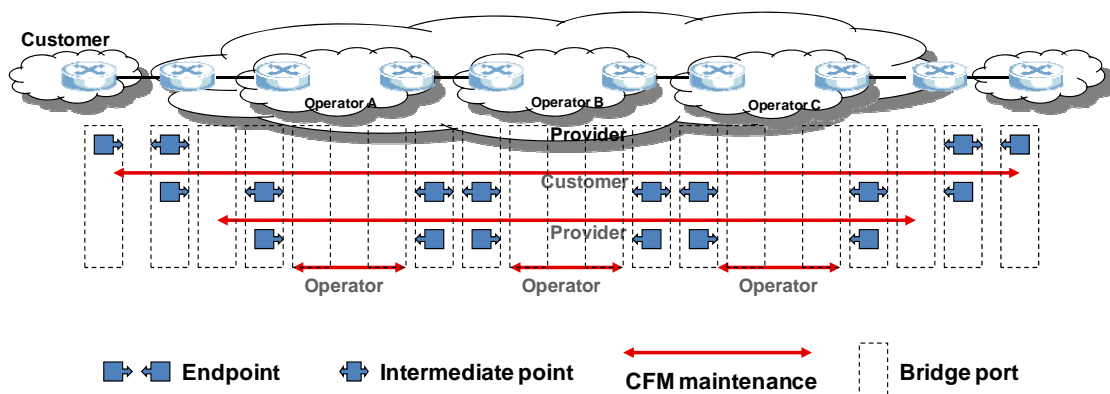 Customer
Operator A
Operator B
Operator C
Provider
Customer
Provider
Operator
Operator
Operator
Endpoint
Intermediate point
CFM maintenance
Bridge port